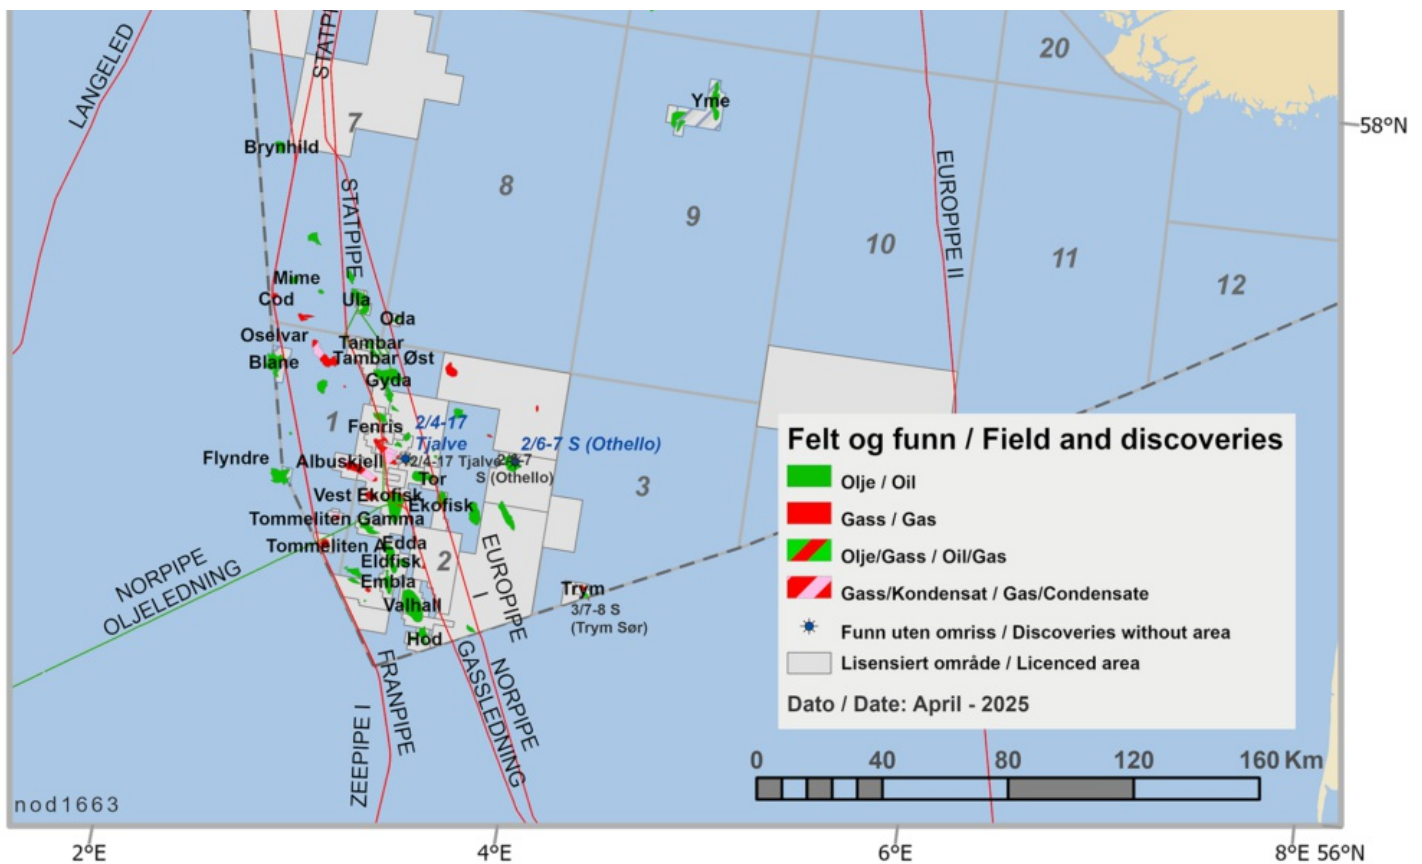 LANGELED
STATPI
20
7
Yme
58°N
Brynhild
8
STATPIPE
EUROPIPE II
9
10
11
Mime
Cod
Ula
12
Oda
Oselvar
Tambar
Blane
Tambar Øst
Gyda
1
2/4-17
Fenris
Tjalve
2/6-7 S (Othello)
Flyndre
Albuskjell
2/4-17 Tjalve
2/6-7
S (Othello)
Tor
3
Vest Ekofisk
Ekofisk
Tommeliten Gamma
Tommeliten A
Edda
Eldfisk
2
EUROPIPE
I
NORPIPE
OLJELEDNING
Embla
Trym
Valhall
3/7-8 S
(Trym Sør)
Hod
FRANPIPE
GASSLEDNING
NORPIPE
ZEEPIPE I
Felt og funn / Field and discoveries
Olje / Oil
Gass / Gas
Olje/Gass / Oil/Gas
Gass/Kondensat / Gas/Condensate
Funn uten omriss / Discoveries without area
Lisensiert område / Licenced area
Dato / Date: April - 2025
0 40 80 120 160 Km
nod1663
2°E 4°E 6°E 8°E 56°N